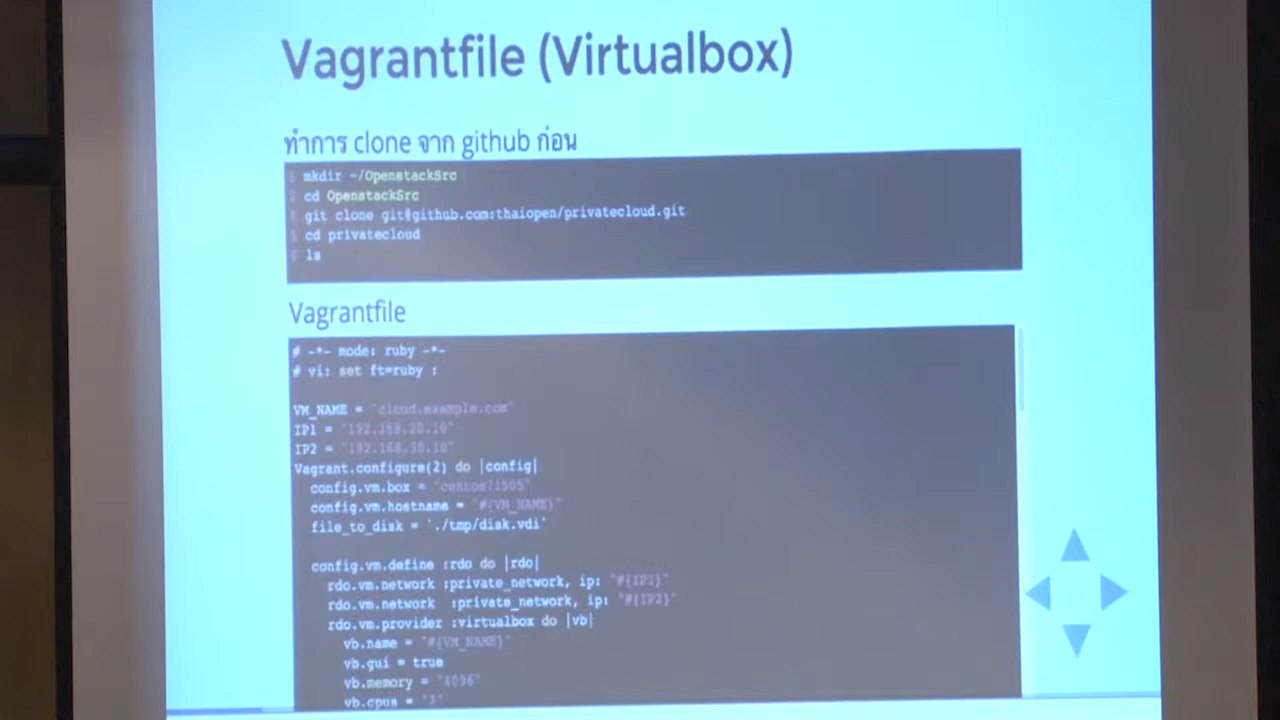 Vagrantfile (Virtualbox)
ทำการ clone จาก github ก่อน
$ mkdir ~/OpenstackSrc
$ cd OpenstackSrc
$ git clone git@github.com:thaiopen/privatecloud.git
$ cd privatecloud
$ ls
Vagrantfile
# -*- mode: ruby -*-
# vi: set ft=ruby :
VM_NAME = "cloud.example.com"
IP1 = "192.168.20.10"
IP2 = "192.168.30.10"
Vagrant.configure(2) do |config|
config.vm.box = "centos71505"
config.vm.hostname = "#{VM_NAME}"
file_to_disk = './tmp/disk.vdi'
config.vm.define :rdo do |rdo|
rdo.vm.network :private_network, ip: "#{IP1}"
rdo.vm.network  :private_network, ip: "#{IP2}"
rdo.vm.provider :virtualbox do |vb|
vb.name = "#{VM_NAME}"
vb.gui = true
vb.memory = "4096"
vb.cpus = "2"